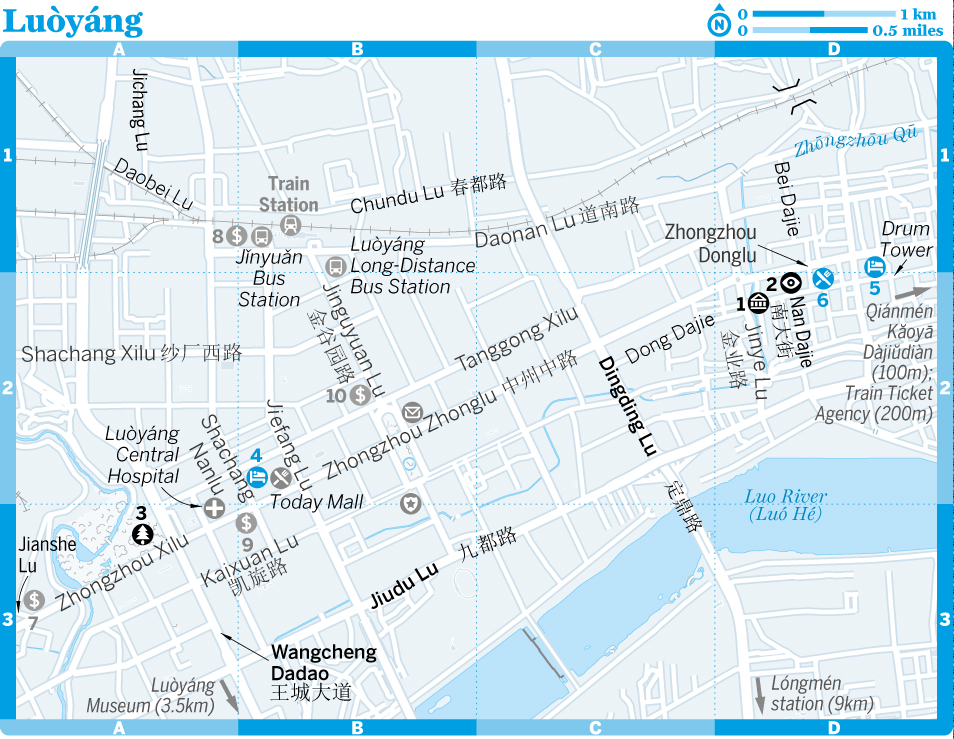 Luòyáng
N
0 1 km
0 0.5 miles
A B C D
1 1
Jichang Lu
Daobei Lu
Train
Station
Chundu Lu 春都路
Daonan Lu 道南路
Zhōngzhōu Qū
Bei Dajie
Zhongzhou
Donglu
Drum
Tower
8
Jǐnyuǎn
Bus
Station
Luòyáng
Long-Distance
Bus Station
2
1
6
5
Qiánmén
Kǎoyā
Dàjiǔdiàn
(100m);
Train Ticket
Agency (200m)
Nan Dajie
南大街
Jinye Lu
金业路
Dong Dajie
Tanggong Xilu
Jinguyuan Lu
金谷园路
Shachang Xilu 纱厂西路
2 2
10
Zhongzhou Zhonglu 中州中路
Dingding Lu
定鼎路
Jiefang Lu
Shachang
Nanlu
Luòyáng
Central
Hospital
4
Today Mall
Luo River
(Luó Hé)
3
9
Jianshe
Lu
Zhongzhou Xilu
Kaixuan Lu
凯旋路
Jiudu Lu 九都路
7
3 3
Wangcheng
Dadao
王城大道
Luòyáng
Museum (3.5km)
Lóngmén
station (9km)
A B C D